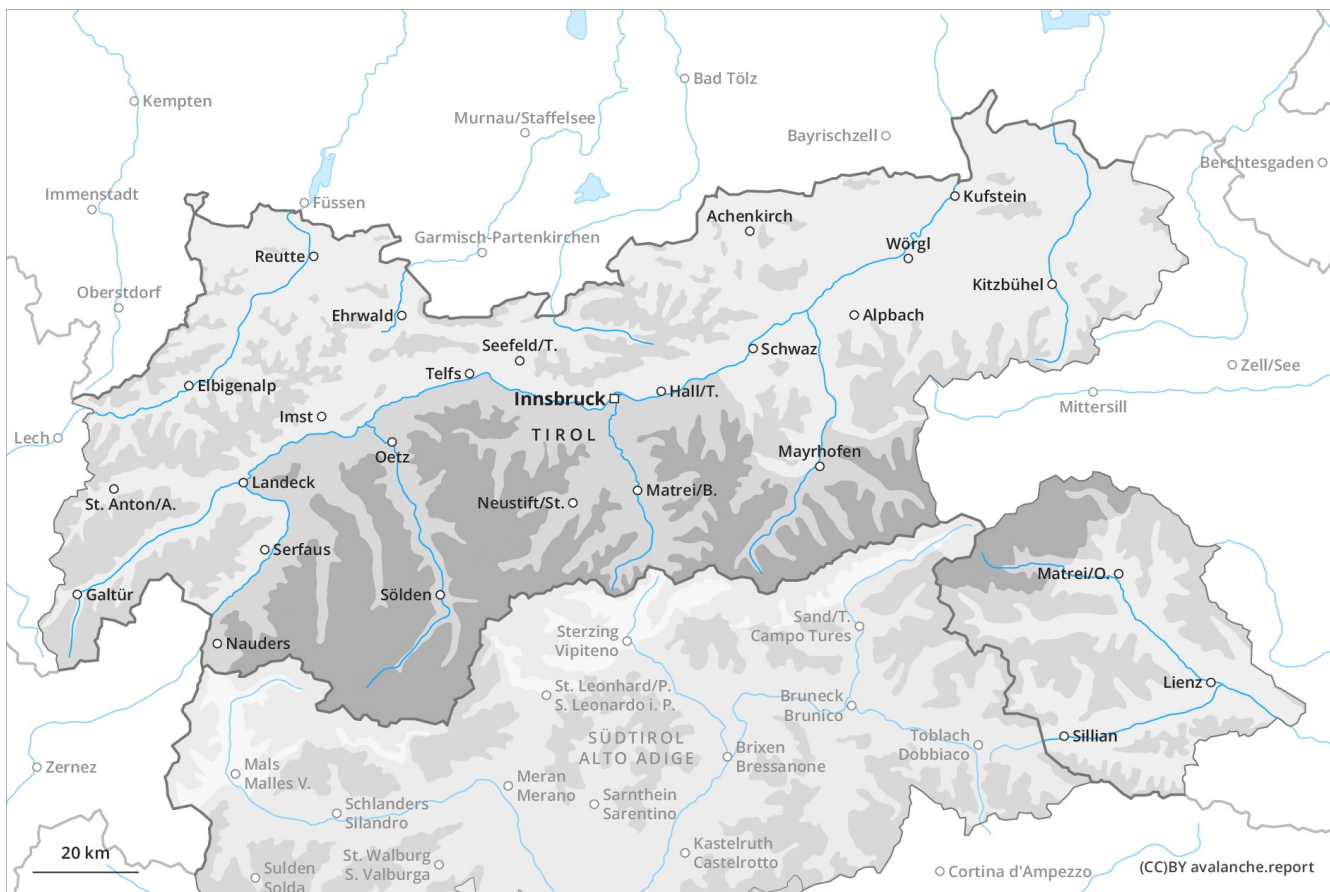 Bad Tölz
Kempten
Murnau/Staffelsee
Bayrischzell
Berchtesgaden
Immenstadt
Füssen
Kufstein
Achenkirch
Garmisch-Partenkirchen
Wörgl
Reutte
Kitzbühel
Oberstdorf
Ehrwald
Alpbach
Seefeld/T.
Schwaz
Zell/See
Telfs
Elbigenalp
Hall/T.
Innsbruck
Mittersill
Imst
Lech
TIROL
Oetz
Mayrhofen
Landeck
Matrei/B.
St. Anton/A.
Neustift/St.
Serfaus
Matrei/O.
Galtür
Sölden
Sand/T.
Campo Tures
Sterzing
Vipiteno
Nauders
Lienz
St. Leonhard/P.
S. Leonardo i. P.
Bruneck
Brunico
Sillian
SÜDTIROL
ALTO ADIGE
Toblach
Dobbiaco
Brixen
Bressanone
Zernez
Mals
Malles V.
Meran
Merano
Schlanders
Silandro
Sarnthein
Sarentino
Kastelruth
Castelrotto
20 km
St. Walburg
S. Valburga
Sulden
Solda
Cortina d'Ampezzo
(CC)BY avalanche.report